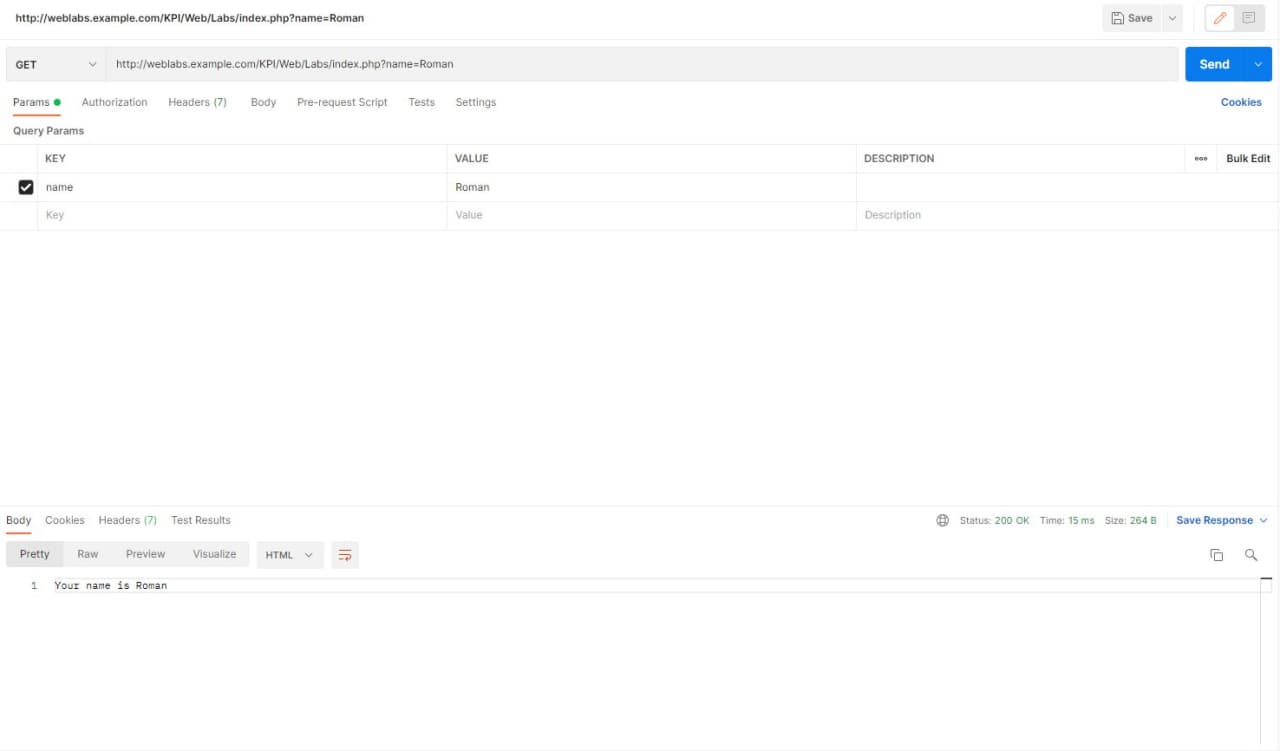 http://weblabs.example.com/KPI/Web/Labs/index.php?name=Roman Save
GET http://weblabs.example.com/KPI/Web/Labs/index.php?name=Roman Send
Params Authorization Headers (7) Body Pre-request Script Tests Settings Cookies
Query Params
KEY VALUE DESCRIPTION Bulk Edit
name Roman
Key Value Description
Body Cookies Headers (7) Test Results Status: 200 OK Time: 15 ms Size: 264 B Save Response
Pretty Raw Preview Visualize HTML
1 Your name is Roman